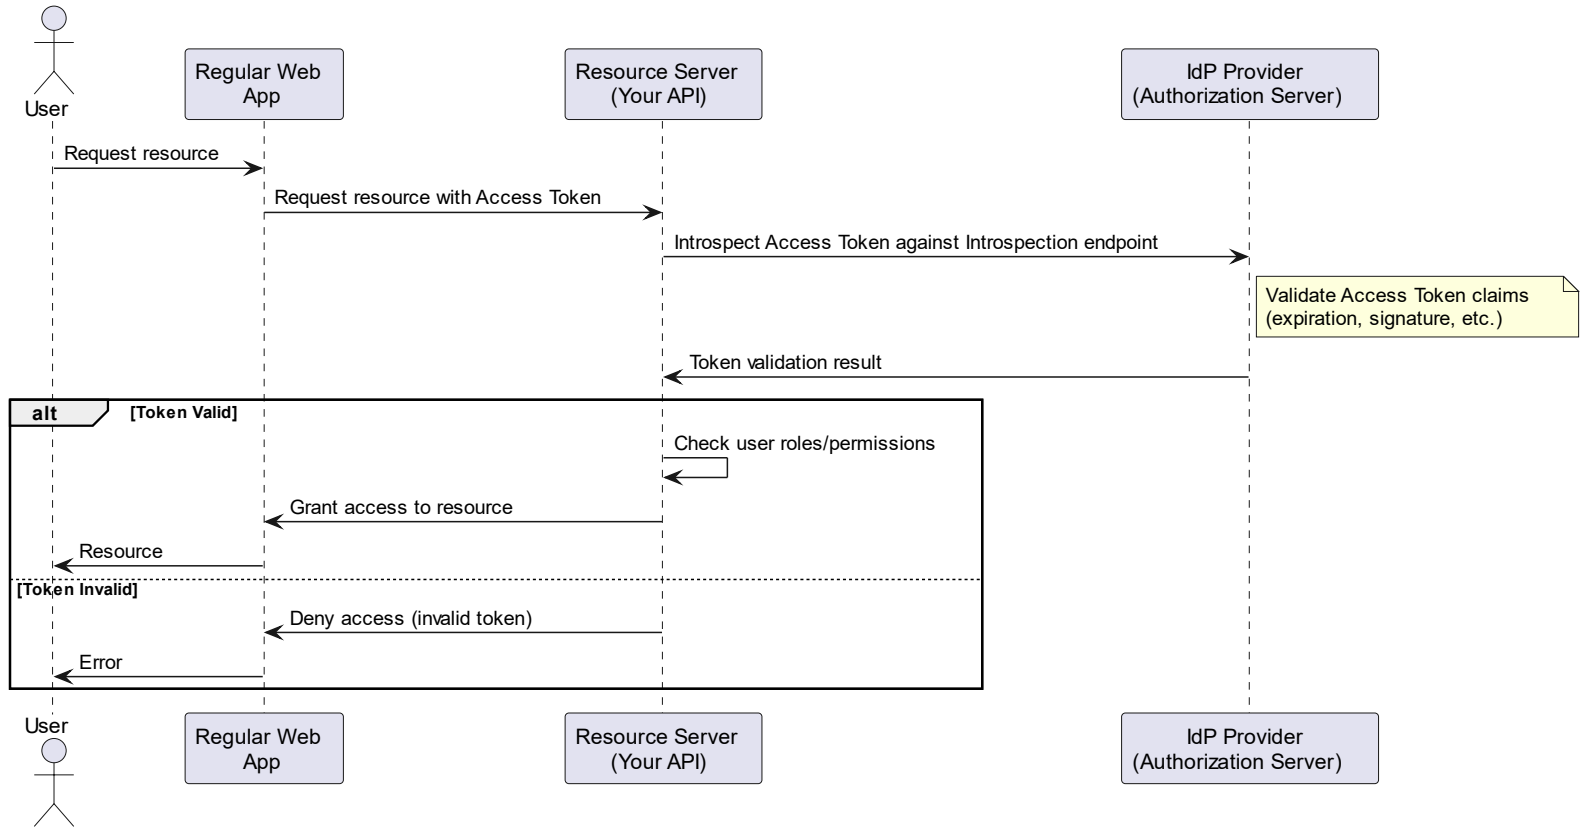 User
Regular Web
App
Resource Server
(Your API)
IdP Provider
(Authorization Server)
Request resource
Request resource with Access Token
Introspect Access Token against Introspection endpoint
Validate Access Token claims
(expiration, signature, etc.)
Token validation result
alt
[Token Valid]
Check user roles/permissions
Grant access to resource
Resource
[Token Invalid]
Deny access (invalid token)
Error
User
Regular Web
App
Resource Server
(Your API)
IdP Provider
(Authorization Server)